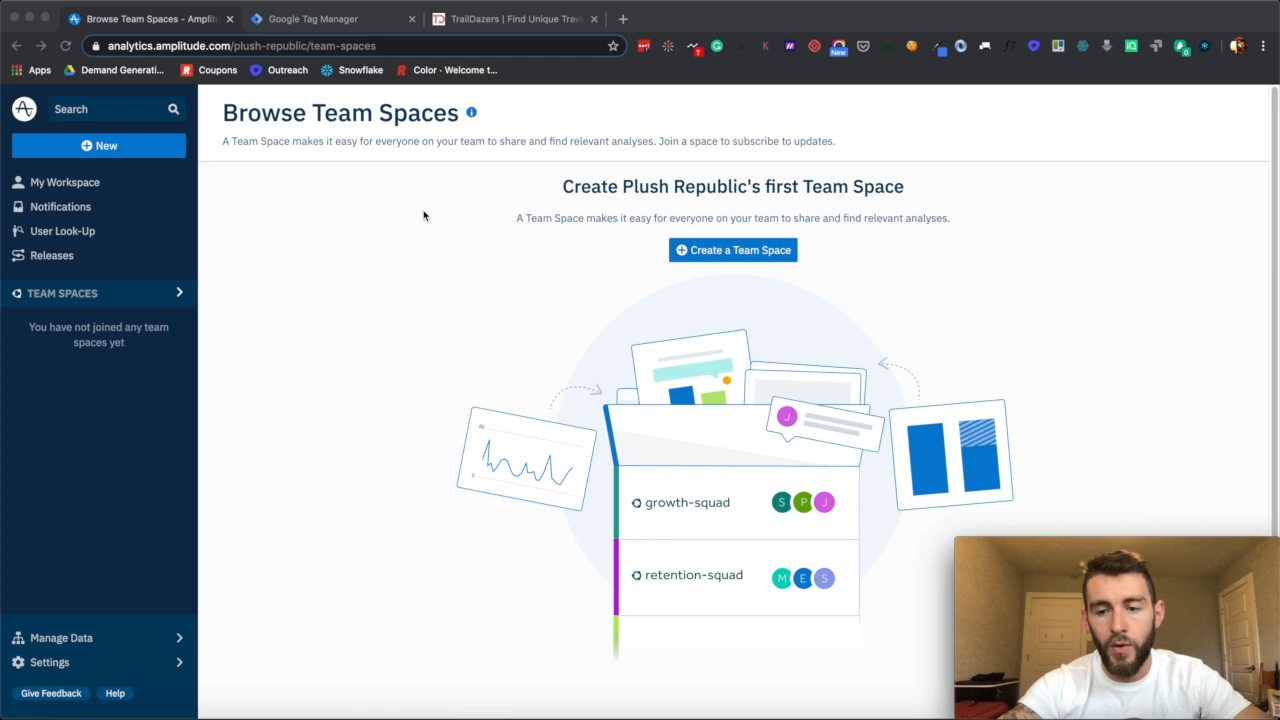 Browse Team Spaces - Amplitu
Google Tag Manager
TrailDazers | Find Unique Trave
analytics.amplitude.com/plush-republic/team-spaces
?
New
f?
0
Apps
Demand Generati...
Coupons
Outreach
Snowflake
Color · Welcome t...
Search
New
My Workspace
Notifications
User Look-Up
Releases
TEAM SPACES
You have not joined any team
spaces yet
Manage Data
Settings
Give Feedback
Help
Browse Team Spaces
A Team Space makes it easy for everyone on your team to share and find relevant analyses. Join a space to subscribe to updates.
Create Plush Republic's first Team Space
A Team Space makes it easy for everyone on your team to share and find relevant analyses.
Create a Team Space
J
growth-squad
S P J
retention-squad
M E S